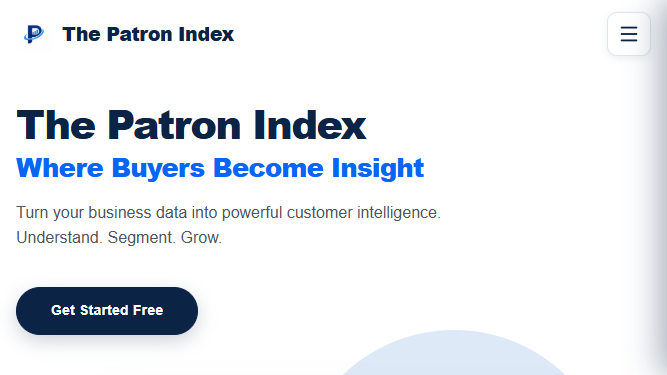 The Patron Index
The Patron Index
Where Buyers Become Insight
Turn your business data into powerful customer intelligence.
Understand. Segment. Grow.
Get Started Free